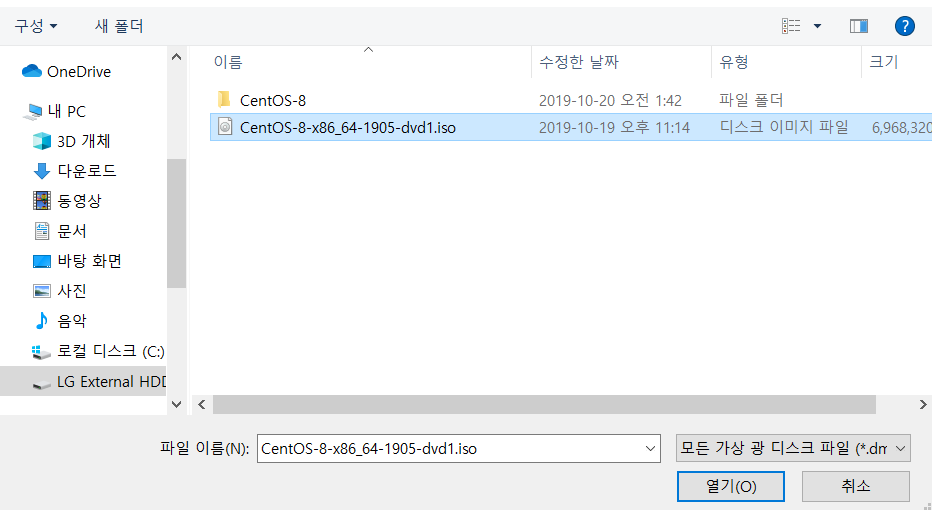 구성 새 폴더
이름 수정한 날짜 유형 크기
OneDrive
내 PC
3D 개체
다운로드
동영상
문서
바탕 화면
사진
음악
로컬 디스크 (C:)
LG External HDD
CentOS-8 2019-10-20 오전 1:42 파일 폴더
CentOS-8-x86_64-1905-dvd1.iso 2019-10-19 오후 11:14 디스크 이미지 파일 6,968,320
파일 이름(N): CentOS-8-x86_64-1905-dvd1.iso 모든 가상 광 디스크 파일 (*.dm
열기(O) 취소